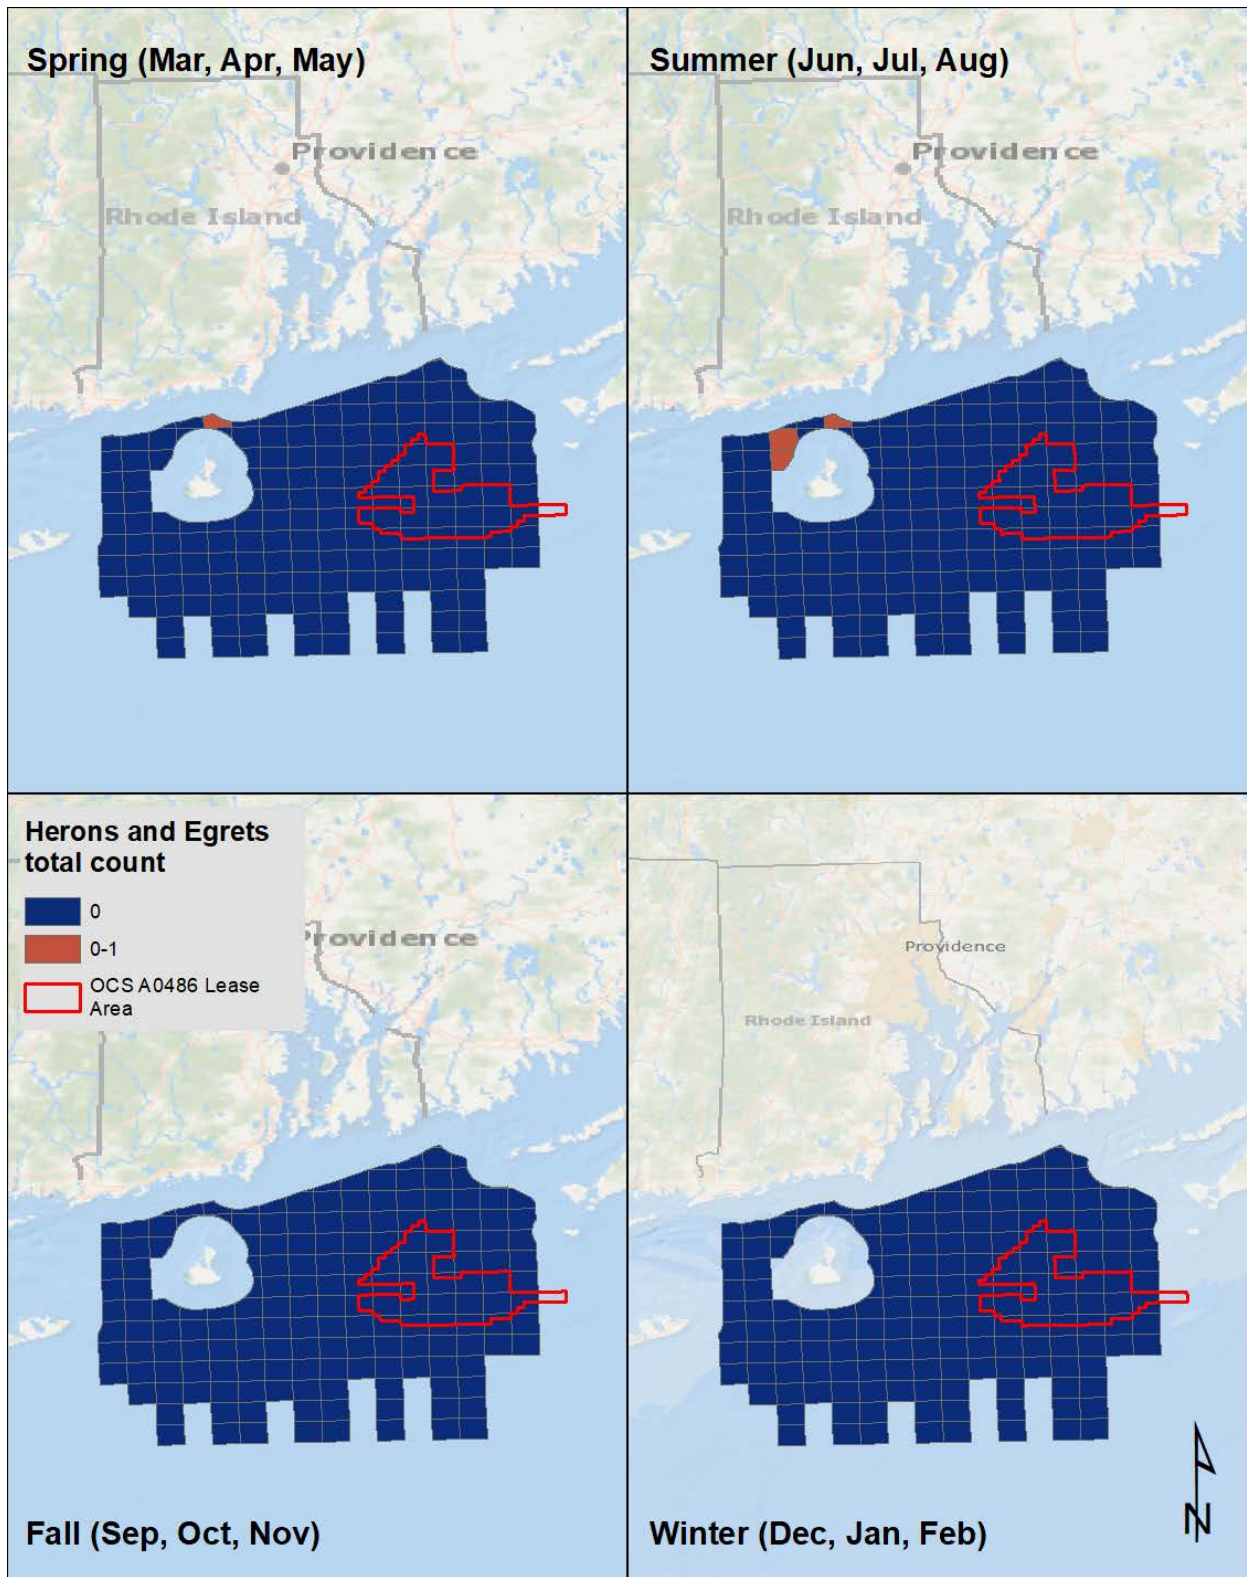 Spring (Mar, Apr, May)
Providence
Rhode Island
Summer (Jun, Jul, Aug)
Providence
Rhode Island
Herons and Egrets
total count
0
0-1
OCS A0486 Lease
Area
Providence
Fall (Sep, Oct, Nov)
Providence
Rhode Island
Winter (Dec, Jan, Feb)
N